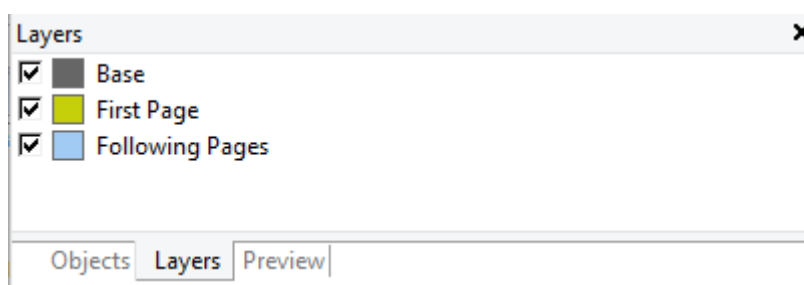 Layers
Base
First Page
Following Pages
Objects Layers Preview